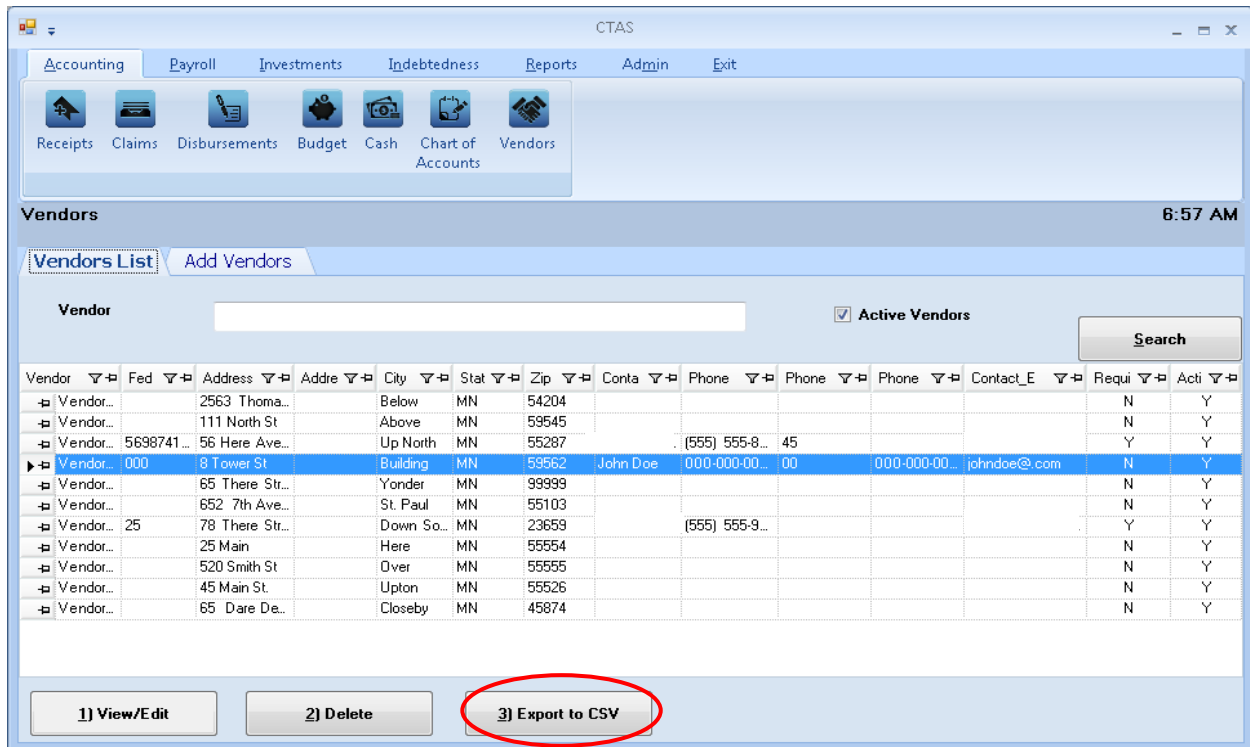 CTAS
Accounting Payroll Investments Indebtedness Reports Admin Exit
Receipts Claims Disbursements Budget Cash Chart of Accounts Vendors
Vendors 6:57 AM
Vendors List Add Vendors
Vendor Active Vendors
Search
Vendor Fed Address Addre City Stat Zip Conta Phone Phone Phone Contact_E Requi Acti
Vendor... 2563 Thoma... Below MN 54204 N Y
Vendor... 111 North St Above MN 59545 N Y
Vendor... 5698741... 56 Here Ave... Up North MN 55287 (555) 555-8... 45 Y Y
Vendor... 000 8 Tower St Building MN 59562 John Doe 000-000-00... 00 000-000-00... johndoe@.com N Y
Vendor... 65 There Str... Yonder MN 99999 N Y
Vendor... 652 7th Ave... St. Paul MN 55103 N Y
Vendor... 25 78 There Str... Down So... MN 23659 (555) 555-9... Y Y
Vendor... 25 Main Here MN 55554 N Y
Vendor... 520 Smith St Over MN 55555 N Y
Vendor... 45 Main St. Upton MN 55526 N Y
Vendor... 65 Dare De... Closeby MN 45874 N Y
1) View/Edit 2) Delete 3) Export to CSV